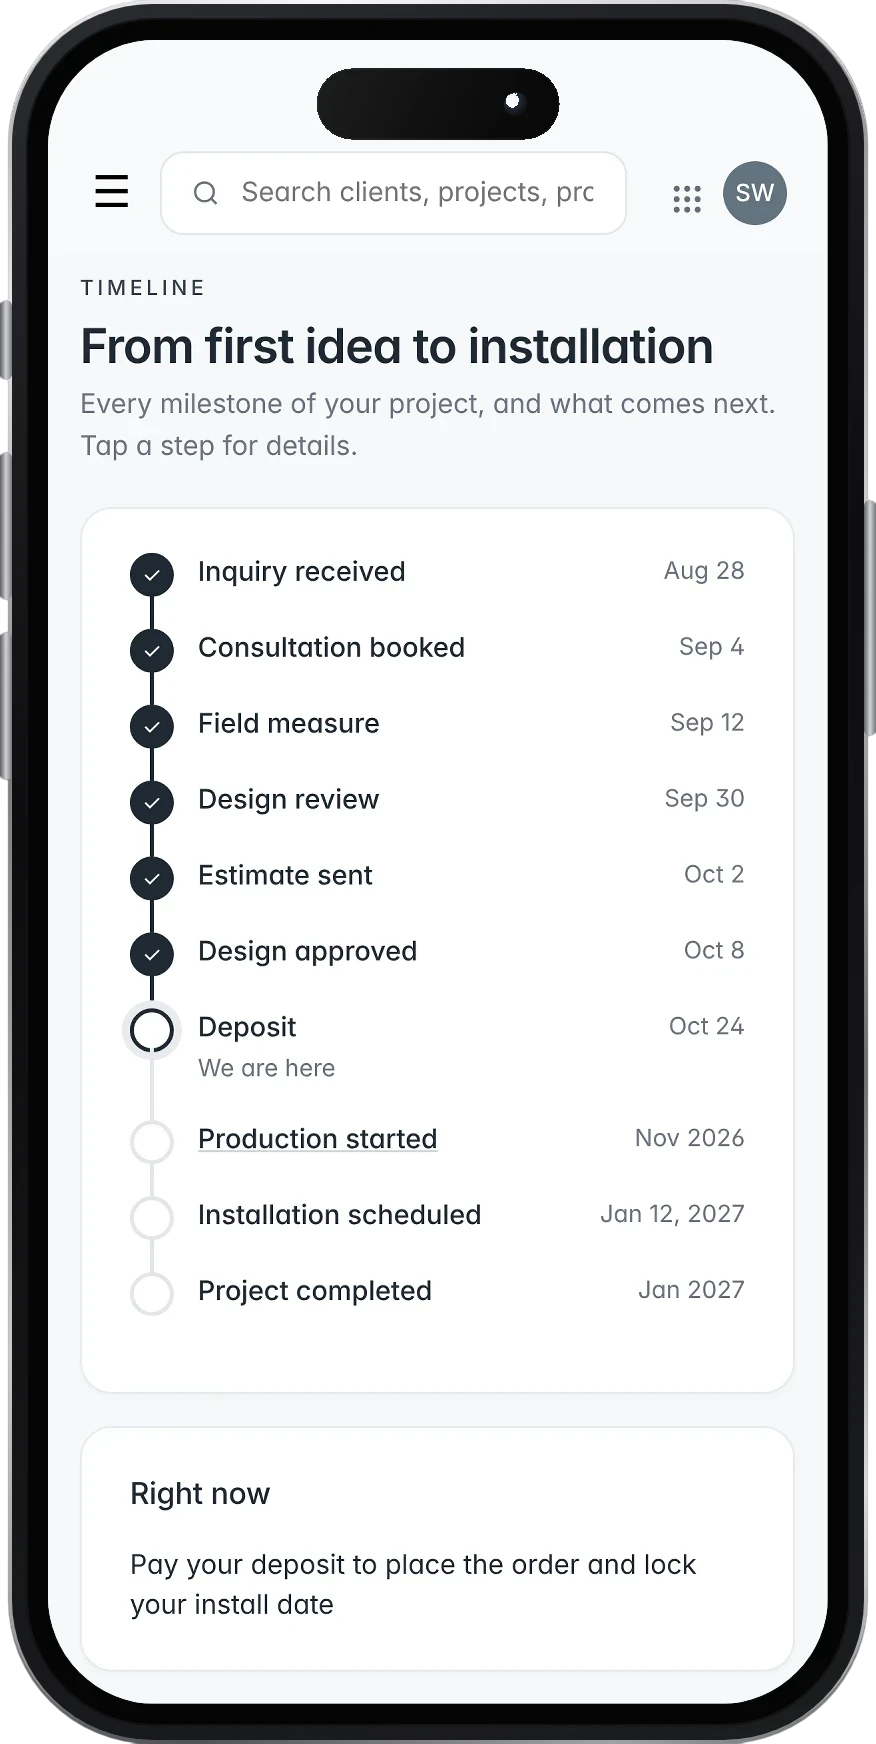 Search clients, projects, prc
SW
TIMELINE
From first idea to installation
Every milestone of your project, and what comes next.
Tap a step for details.
Inquiry received Aug 28
Consultation booked Sep 4
Field measure Sep 12
Design review Sep 30
Estimate sent Oct 2
Design approved Oct 8
Deposit Oct 24
We are here
Production started Nov 2026
Installation scheduled Jan 12, 2027
Project completed Jan 2027
Right now
Pay your deposit to place the order and lock
your install date